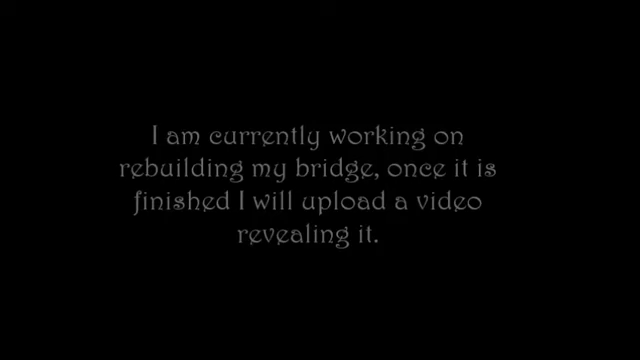 I am currently working on
rebuilding my bridge, once it is
finished I will upload a video
revealing it.